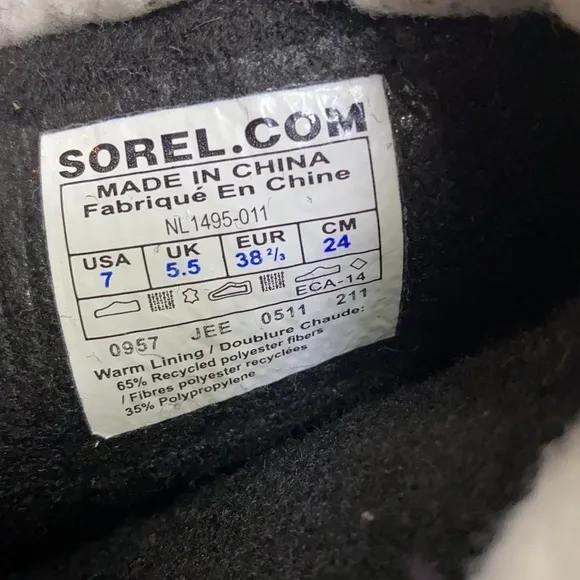 SOREL.COM
MADE IN CHINA
Fabriqué En Chine
NL1495-011
USA UK EUR CM
7 5.5 38 2/3 24
ECA-14
0957 JEE 0511 211
Warm Lining / Doublure Chaude:
65% Recycled polyester fibers
/ Fibres polyester recyclées
35% Polypropylene